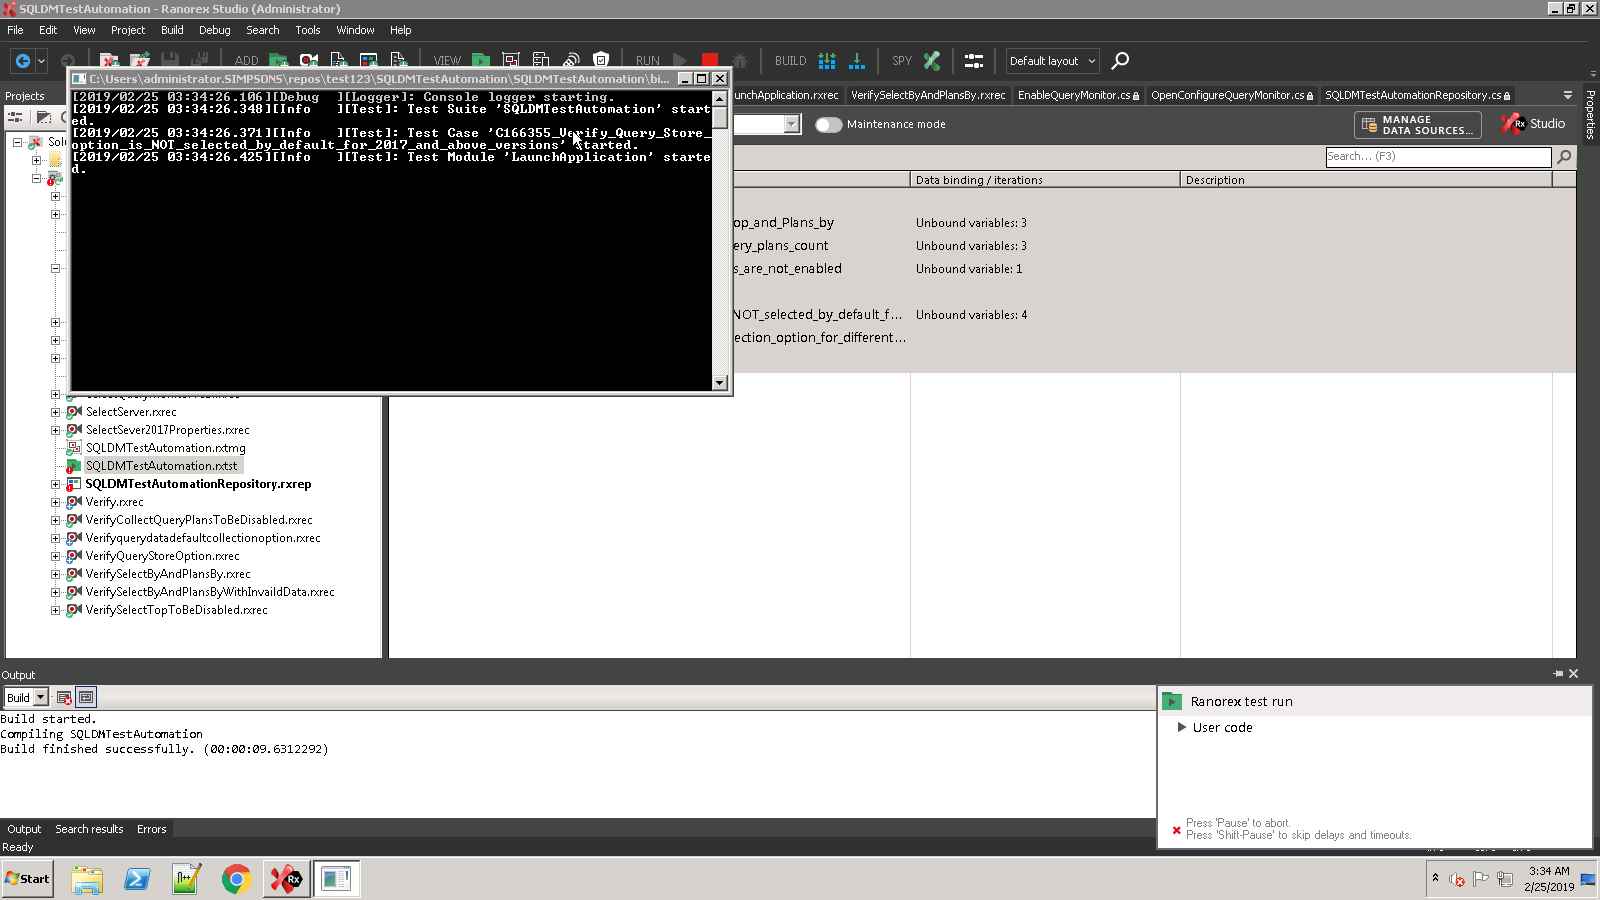 SQLDMTestAutomation - Ranorex Studio (Administrator)
File Edit View Project Build Debug Search Tools Window Help
ADD VIEW RUN BUILD SPY Default layout
C:\Users\administrator.SIMPSONS\repos\test123\SQLDMTestAutomation\SQLDMTestAutomation\bi...
Projects
unchApplication.rxrec VerifySelectByAndPlansBy.rxrec EnableQueryMonitor.cs OpenConfigureQueryMonitor.cs SQLDMTestAutomationRepository.cs
Properties
[2019/02/25 03:34:26.106][Debug ][Logger]: Console logger starting.
[2019/02/25 03:34:26.348][Info ][Test]: Test Suite 'SQLDMTestAutomation' start
ed.
[2019/02/25 03:34:26.371][Info ][Test]: Test Case 'C166355_Verify_Query_Store_
option_is_NOT_selected_by_default_for_2017_and_above_versions' started.
[2019/02/25 03:34:26.425][Info ][Test]: Test Module 'LaunchApplication' starte
d.
Maintenance mode
MANAGE
DATA SOURCES...
Rx Studio
Solu
Search... (F3)
Data binding / iterations Description
op_and_Plans_by Unbound variables: 3
ery_plans_count Unbound variables: 3
s_are_not_enabled Unbound variable: 1
NOT_selected_by_default_f... Unbound variables: 4
ection_option_for_different...
SelectServer.rxrec
SelectSever2017Properties.rxrec
SQLDMTestAutomation.rxtmg
SQLDMTestAutomation.rxtst
SQLDMTestAutomationRepository.rxrep
Verify.rxrec
VerifyCollectQueryPlansToBeDisabled.rxrec
Verifyquerydatadefaultcollectionoption.rxrec
VerifyQueryStoreOption.rxrec
VerifySelectByAndPlansBy.rxrec
VerifySelectByAndPlansByWithInvaildData.rxrec
VerifySelectTopToBeDisabled.rxrec
Output
Build
Build started.
Compiling SQLDMTestAutomation
Build finished successfully. (00:00:09.6312292)
Ranorex test run
User code
Press 'Pause' to abort.
Press 'Shift-Pause' to skip delays and timeouts.
Output Search results Errors
Ready
Start
3:34 AM
2/25/2019